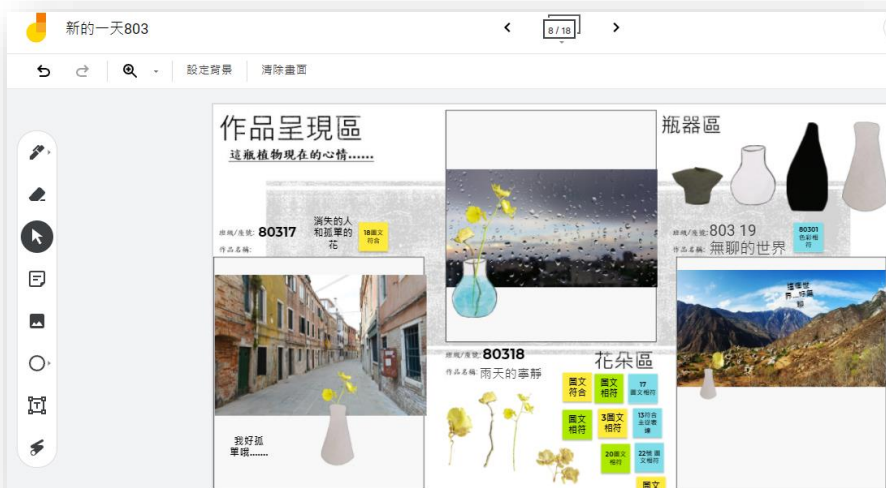 新的一天803
8 / 18
設定背景
清除畫面
作品呈現區
這瓶植物現在的心情......
瓶器區
班級/座號: 80317
作品名稱:
消失的人
和孤單的
花
18圖文
符合
班級/座號: 803 19
作品名稱: 無聊的世界
80301
色彩相
符
我好孤
單哦.......
班級/座號: 80318
作品名稱: 雨天的寧靜
花朵區
圖文
符合
圖文
相符
17
圖文相符
圖文
相符
3圖文
相符
13符合
20圖文
相符
22號 圖
文相符
圖文